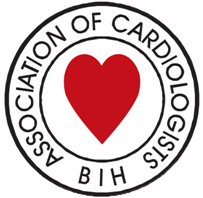 ASSOCIATION OF CARDIOLOGISTS
BIH